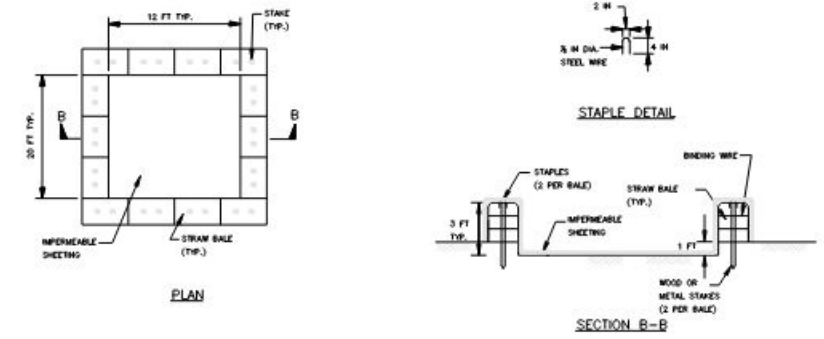 12 FT TYP.
STAKE
(TYP.)
B
B
20 FT TYP.
IMPERMEABLE
SHEETING
STRAW BALE
(TYP.)
PLAN
2 IN
4 IN
IN DIA.
STEEL WIRE
STAPLE DETAIL
STAPLES
(2 PER BALE)
BINDING WIRE
STRAW BALE
(TYP.)
3 FT
TYP.
IMPERMEABLE
SHEETING
1 FT
WOOD OR
METAL STAKES
(2 PER BALE)
SECTION B-B